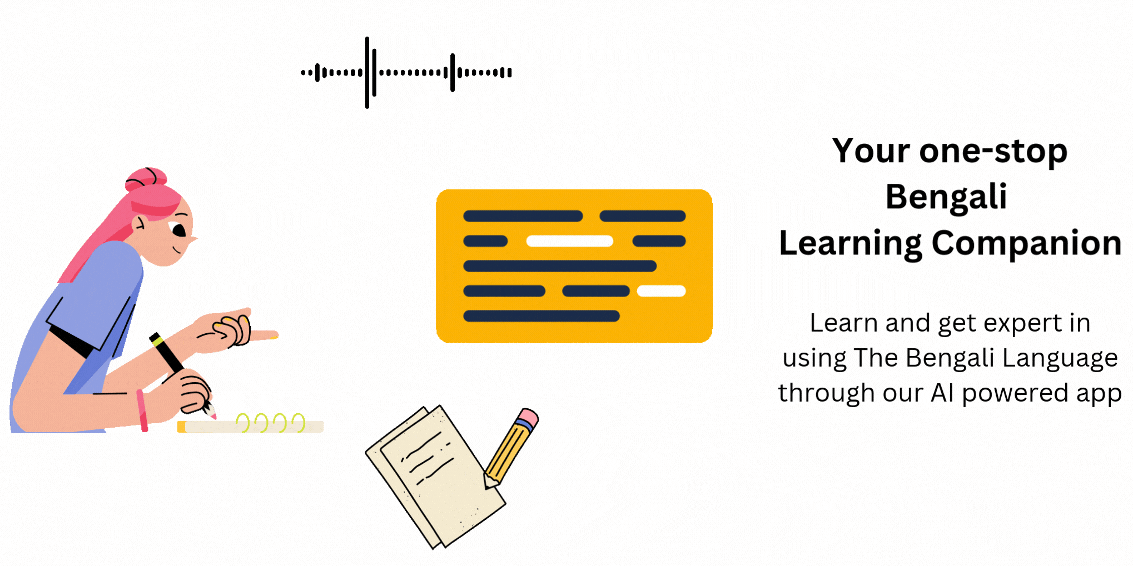 Your one-stop
Bengali
Learning Companion
Learn and get expert in
using The Bengali Language
through our AI powered app